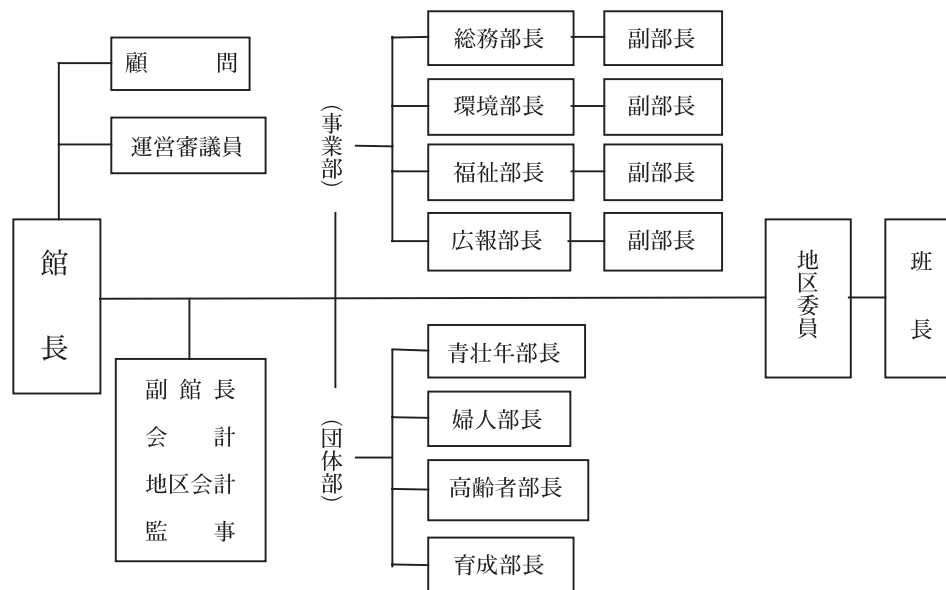 顧問
運営審議員
館長
副館長
会計
地区会計
監事
（事業部）
総務部長
副部長
環境部長
副部長
福祉部長
副部長
広報部長
副部長
（団体部）
青壮年部長
婦人部長
高齢者部長
育成部長
地区委員
班長